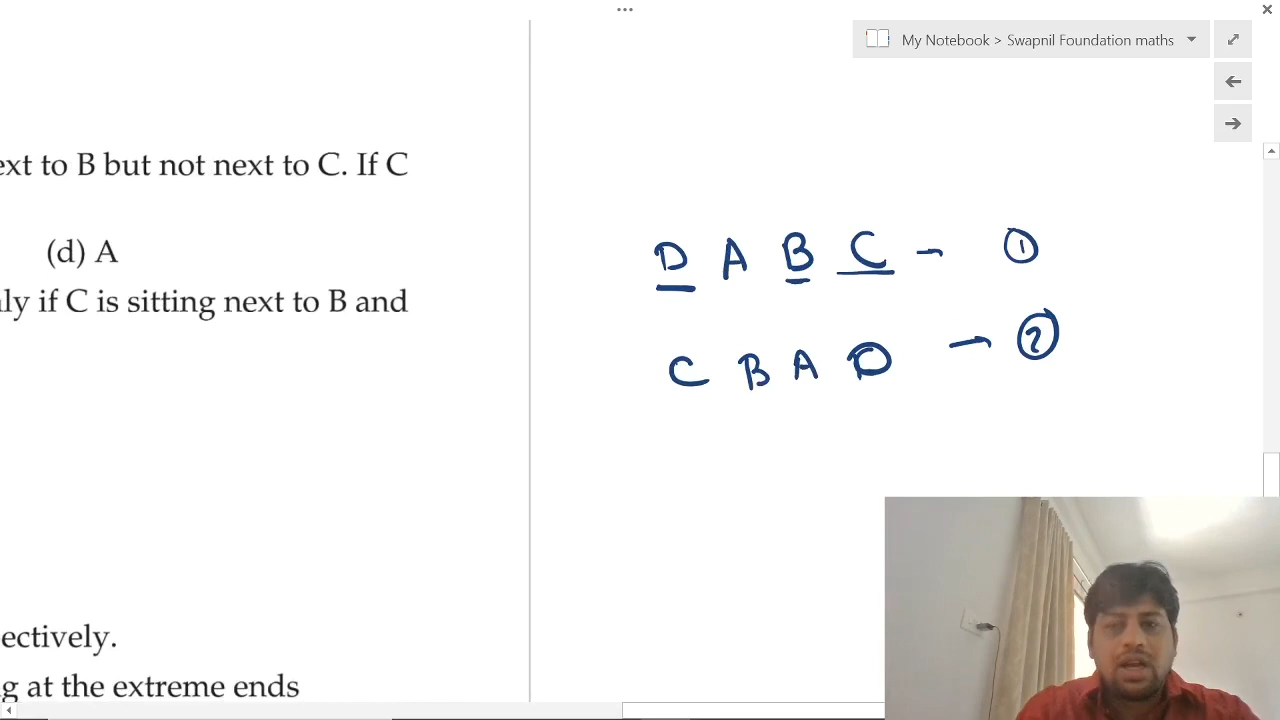 My Notebook > Swapnil Foundation maths
ext to B but not next to C. If C
(d) A
ly if C is sitting next to B and
D A B C - ①
C B A D - ②
ectively.
g at the extreme ends